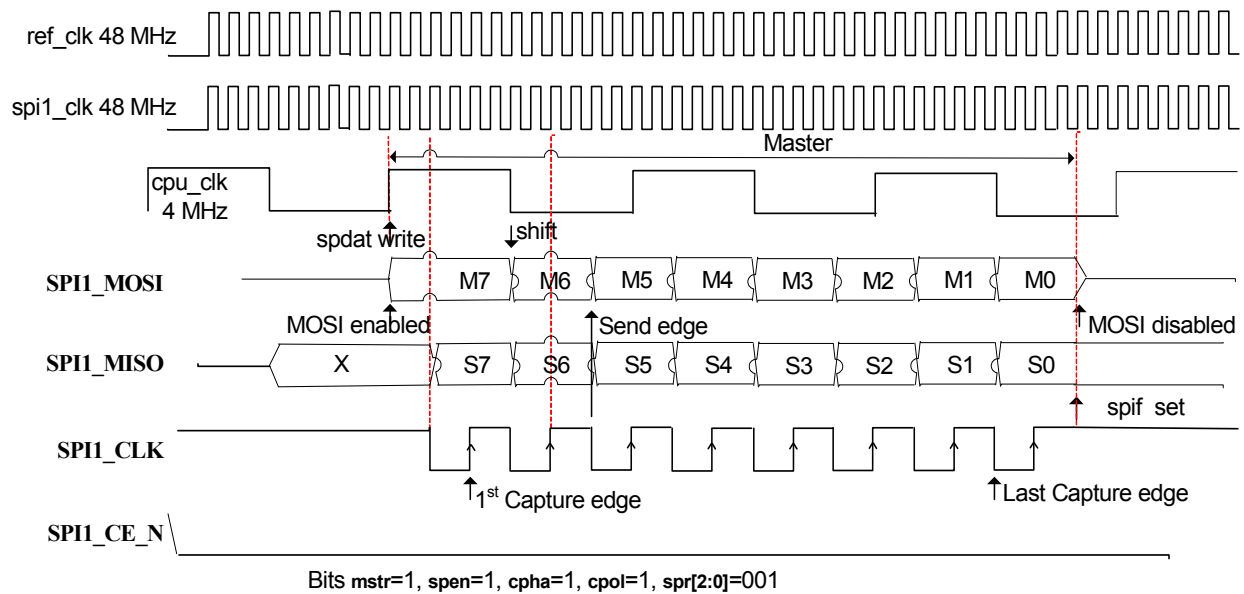 ref_clk 48 MHz
spi1_clk 48 MHz
Master
cpu_clk
4 MHz
spdat write
shift
SPI1_MOSI
M7 M6 M5 M4 M3 M2 M1 M0
MOSI enabled
Send edge
MOSI disabled
SPI1_MISO
X S7 S6 S5 S4 S3 S2 S1 S0
spif set
SPI1_CLK
1st Capture edge
Last Capture edge
SPI1_CE_N
Bits mstr=1, spen=1, cpha=1, cpol=1, spr[2:0]=001